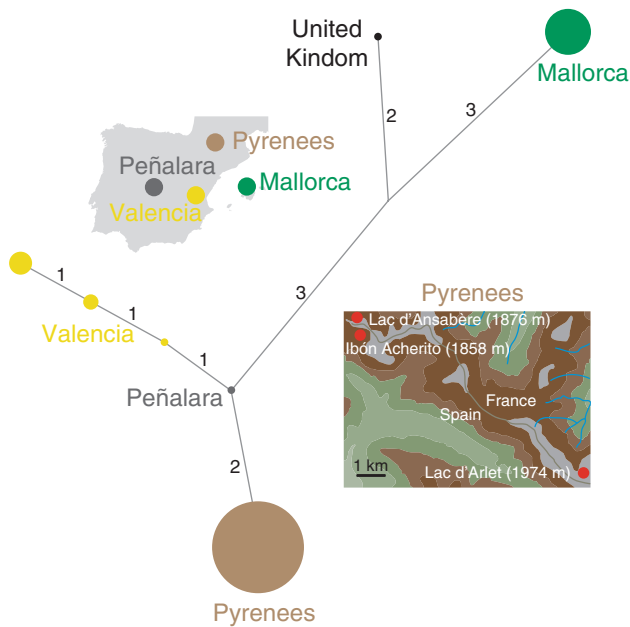 United
Kindom
Mallorca
2
3
Pyrenees
Peñalara
Mallorca
Valencia
1
1
Valencia
1
3
Peñalara
2
Pyrenees
Pyrenees
Lac d'Ansabère (1876 m)
Ibón Acherito (1858 m)
France
Spain
1 km
Lac d'Arlet (1974 m)